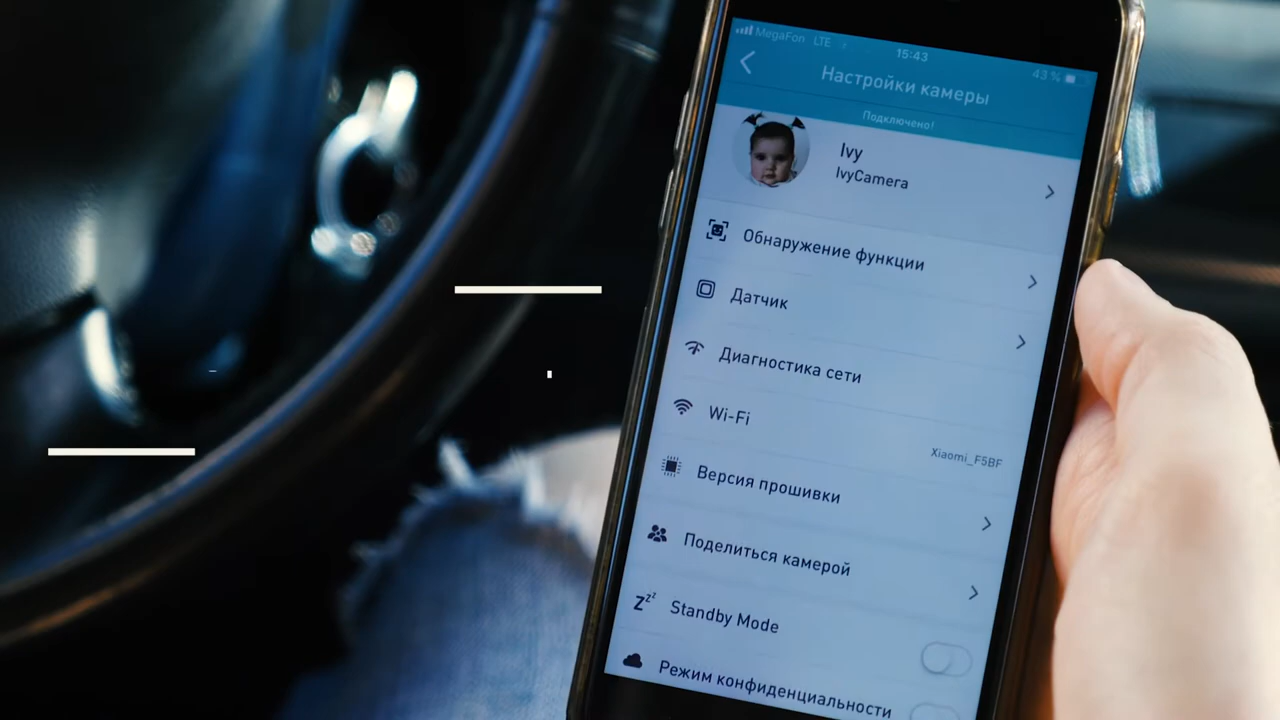 MegaFon LTE 15:43 43 %
Настройки камеры
Подключено!
Ivy
IvyCamera
Обнаружение функции
Датчик
Диагностика сети
Wi-Fi
Xiaomi_F5BF
Версия прошивки
Поделиться камерой
Zzz Standby Mode
Режим конфиденциальности